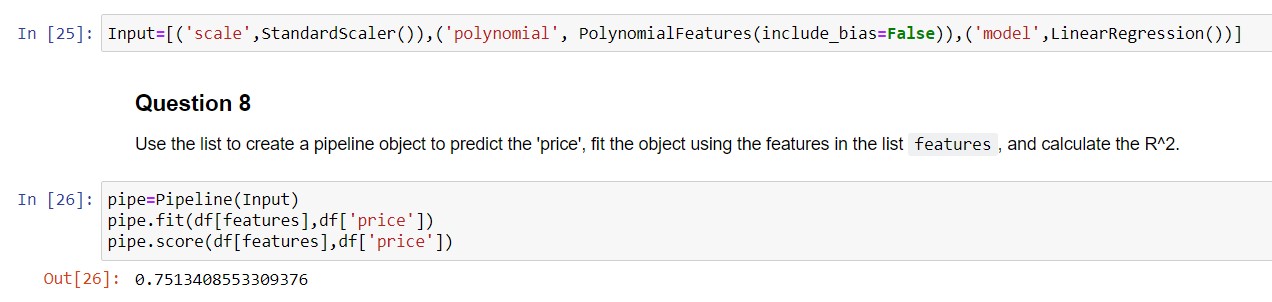 In [25]: Input=[('scale',StandardScaler()),('polynomial', PolynomialFeatures(include_bias=False)),('model',LinearRegression())]
Question 8
Use the list to create a pipeline object to predict the 'price', fit the object using the features in the list features , and calculate the R^2.
In [26]: pipe=Pipeline(Input)
pipe.fit(df[features],df['price'])
pipe.score(df[features],df['price'])
Out[26]: 0.7513408553309376